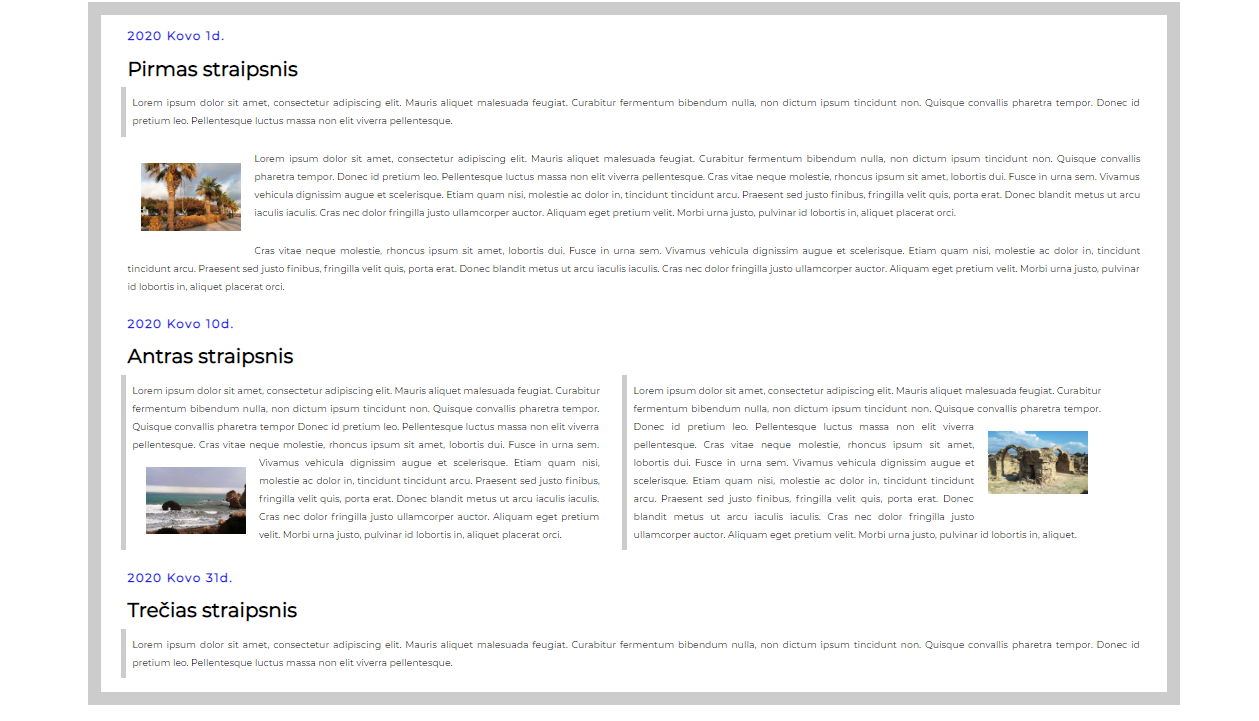 2020 Kovo 1d.
Pirmas straipsnis
Lorem ipsum dolor sit amet, consectetur adipiscing elit. Mauris aliquet malesuada feugiat. Curabitur fermentum bibendum nulla, non dictum ipsum tincidunt non. Quisque convallis pharetra tempor. Donec id
pretium leo. Pellentesque luctus massa non elit viverra pellentesque.
Lorem ipsum dolor sit amet, consectetur adipiscing elit. Mauris aliquet malesuada feugiat. Curabitur fermentum bibendum nulla, non dictum ipsum tincidunt non. Quisque convallis
pharetra tempor. Donec id pretium leo. Pellentesque luctus massa non elit viverra pellentesque. Cras vitae neque molestie, rhoncus ipsum sit amet, lobortis dui. Fusce in urna sem. Vivamus
vehicula dignissim augue et scelerisque. Etiam quam nisi, molestie ac dolor in, tincidunt tincidunt arcu. Praesent sed justo finibus, fringilla velit quis, porta erat. Donec blandit metus ut arcu
iaculis iaculis. Cras nec dolor fringilla justo ullamcorper auctor. Aliquam eget pretium velit. Morbi urna justo, pulvinar id lobortis in, aliquet placerat orci.
Cras vitae neque molestie, rhoncus ipsum sit amet, lobortis dui. Fusce in urna sem. Vivamus vehicula dignissim augue et scelerisque. Etiam quam nisi, molestie ac dolor in, tincidunt
tincidunt arcu. Praesent sed justo finibus, fringilla velit quis, porta erat. Donec blandit metus ut arcu iaculis iaculis. Cras nec dolor fringilla justo ullamcorper auctor. Aliquam eget pretium velit. Morbi urna justo, pulvinar
id lobortis in, aliquet placerat orci.
2020 Kovo 10d.
Antras straipsnis
Lorem ipsum dolor sit amet, consectetur adipiscing elit. Mauris aliquet malesuada feugiat. Curabitur
fermentum bibendum nulla, non dictum ipsum tincidunt non. Quisque convallis pharetra tempor.
Quisque convallis pharetra tempor Donec id pretium leo. Pellentesque luctus massa non elit viverra
pellentesque. Cras vitae neque molestie, rhoncus ipsum sit amet, lobortis dui. Fusce in urna sem.
Vivamus vehicula dignissim augue et scelerisque. Etiam quam nisi,
molestie ac dolor in, tincidunt tincidunt arcu. Praesent sed justo finibus,
fringilla velit quis, porta erat. Donec blandit metus ut arcu iaculis iaculis.
Cras nec dolor fringilla justo ullamcorper auctor. Aliquam eget pretium
velit. Morbi urna justo, pulvinar id lobortis in, aliquet placerat orci.
Lorem ipsum dolor sit amet, consectetur adipiscing elit. Mauris aliquet malesuada feugiat. Curabitur
fermentum bibendum nulla, non dictum ipsum tincidunt non. Quisque convallis pharetra tempor.
Donec id pretium leo. Pellentesque luctus massa non elit viverra
pellentesque. Cras vitae neque molestie, rhoncus ipsum sit amet,
lobortis dui. Fusce in urna sem. Vivamus vehicula dignissim augue et
scelerisque. Etiam quam nisi, molestie ac dolor in, tincidunt tincidunt
arcu. Praesent sed justo finibus, fringilla velit quis, porta erat. Donec
blandit metus ut arcu iaculis iaculis. Cras nec dolor fringilla justo
ullamcorper auctor. Aliquam eget pretium velit. Morbi urna justo, pulvinar id lobortis in, aliquet.
2020 Kovo 31d.
Trečias straipsnis
Lorem ipsum dolor sit amet, consectetur adipiscing elit. Mauris aliquet malesuada feugiat. Curabitur fermentum bibendum nulla, non dictum ipsum tincidunt non. Quisque convallis pharetra tempor. Donec id
pretium leo. Pellentesque luctus massa non elit viverra pellentesque.